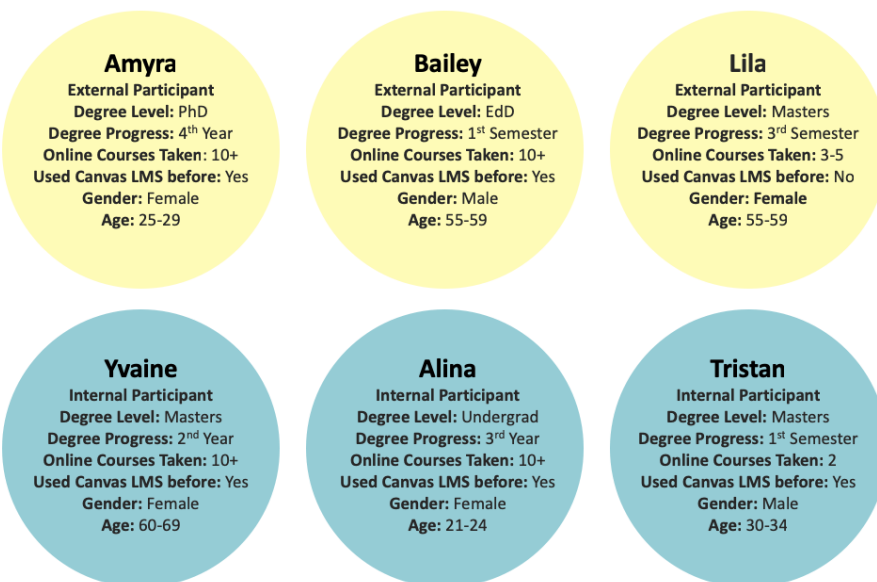 Amyra
External Participant
Degree Level: PhD
Degree Progress: 4th Year
Online Courses Taken: 10+
Used Canvas LMS before: Yes
Gender: Female
Age: 25-29
Bailey
External Participant
Degree Level: EdD
Degree Progress: 1st Semester
Online Courses Taken: 10+
Used Canvas LMS before: Yes
Gender: Male
Age: 55-59
Lila
External Participant
Degree Level: Masters
Degree Progress: 3rd Semester
Online Courses Taken: 3-5
Used Canvas LMS before: No
Gender: Female
Age: 55-59
Yvaine
Internal Participant
Degree Level: Masters
Degree Progress: 2nd Year
Online Courses Taken: 10+
Used Canvas LMS before: Yes
Gender: Female
Age: 60-69
Alina
Internal Participant
Degree Level: Undergrad
Degree Progress: 3rd Year
Online Courses Taken: 10+
Used Canvas LMS before: Yes
Gender: Female
Age: 21-24
Tristan
Internal Participant
Degree Level: Masters
Degree Progress: 1st Semester
Online Courses Taken: 2
Used Canvas LMS before: Yes
Gender: Male
Age: 30-34